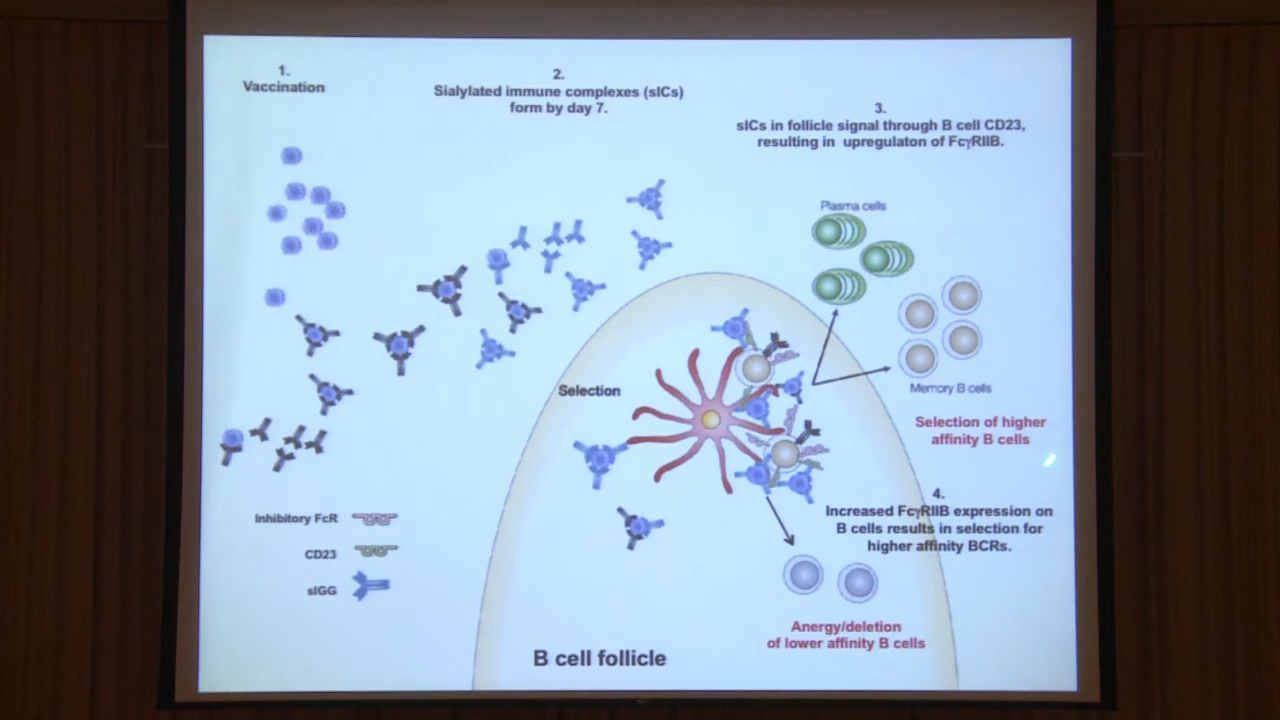 1.
Vaccination
2.
Sialylated immune complexes (sICs)
form by day 7.
3.
sICs in follicle signal through B cell CD23,
resulting in upregulaton of FcγRIIB.
Plasma cells
Memory B cells
Selection
Selection of higher
affinity B cells
4.
Increased FcγRIIB expression on
B cells results in selection for
higher affinity BCRs.
Inhibitory FcR
CD23
sIGG
Anergy/deletion
of lower affinity B cells
B cell follicle